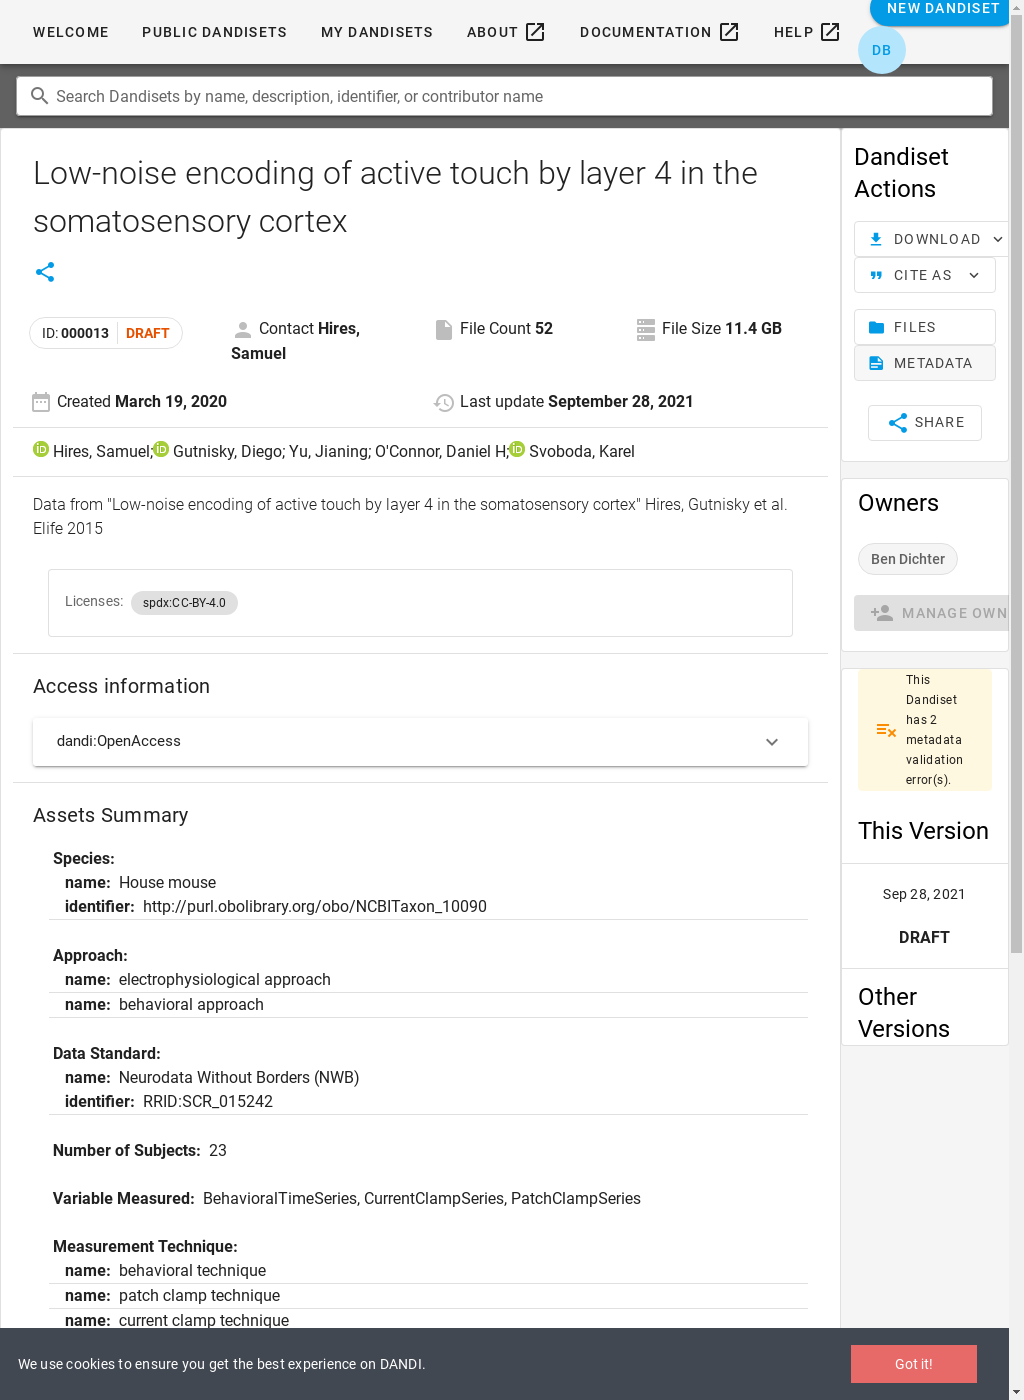 WELCOME PUBLIC DANDISETS MY DANDISETS ABOUT DOCUMENTATION HELP
NEW DANDISET
DB
Search Dandisets by name, description, identifier, or contributor name
Low-noise encoding of active touch by layer 4 in the
somatosensory cortex
ID: 000013 DRAFT
Contact Hires,
Samuel
File Count 52
File Size 11.4 GB
Created March 19, 2020
Last update September 28, 2021
Hires, Samuel; Gutnisky, Diego; Yu, Jianing; O'Connor, Daniel H; Svoboda, Karel
Data from "Low-noise encoding of active touch by layer 4 in the somatosensory cortex" Hires, Gutnisky et al.
Elife 2015
Licenses: spdx:CC-BY-4.0
Access information
dandi:OpenAccess
Assets Summary
Species:
name: House mouse
identifier: http://purl.obolibrary.org/obo/NCBITaxon_10090
Approach:
name: electrophysiological approach
name: behavioral approach
Data Standard:
name: Neurodata Without Borders (NWB)
identifier: RRID:SCR_015242
Number of Subjects: 23
Variable Measured: BehavioralTimeSeries, CurrentClampSeries, PatchClampSeries
Measurement Technique:
name: behavioral technique
name: patch clamp technique
name: current clamp technique
Dandiset
Actions
DOWNLOAD
CITE AS
FILES
METADATA
SHARE
Owners
Ben Dichter
MANAGE OWN
This
Dandiset
has 2
metadata
validation
error(s).
This Version
Sep 28, 2021
DRAFT
Other
Versions
We use cookies to ensure you get the best experience on DANDI.
Got it!